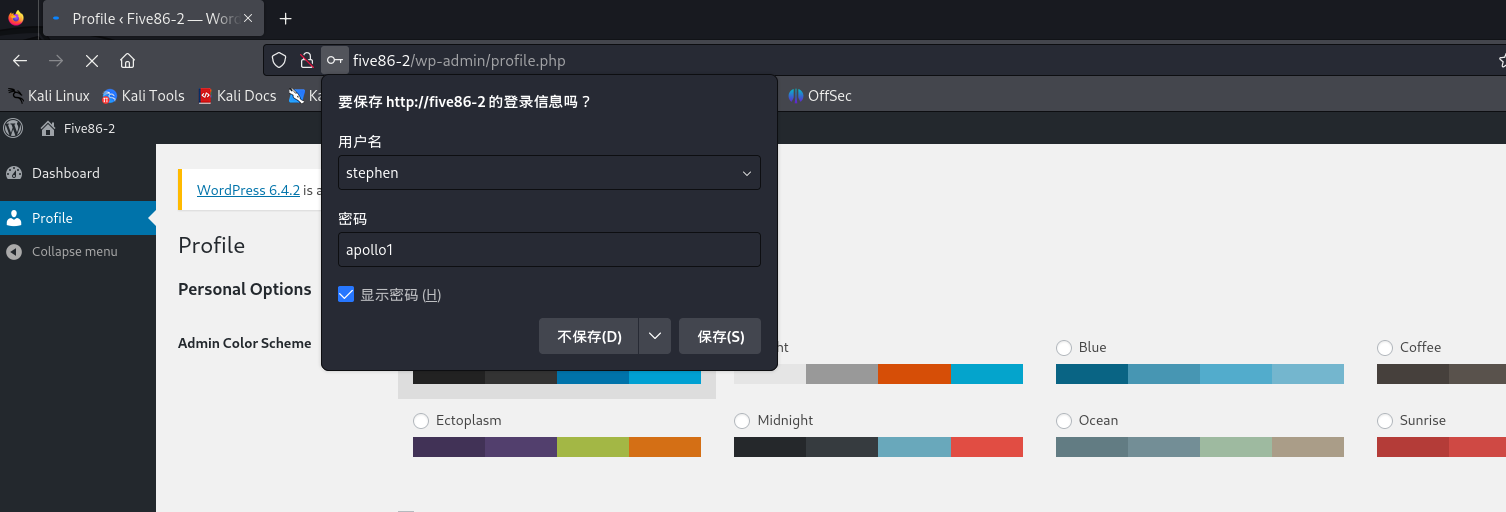 Profile ‹ Five86-2 — Word
five86-2/wp-admin/profile.php
Kali Linux Kali Tools Kali Docs Ka OffSec
Five86-2
要保存 http://five86-2 的登录信息吗？
用户名
stephen
密码
apollo1
显示密码 (H)
不保存(D) 保存(S)
Dashboard
Profile
Collapse menu
WordPress 6.4.2 is a
Profile
Personal Options
Admin Color Scheme
Blue Coffee
Ectoplasm Midnight Ocean Sunrise